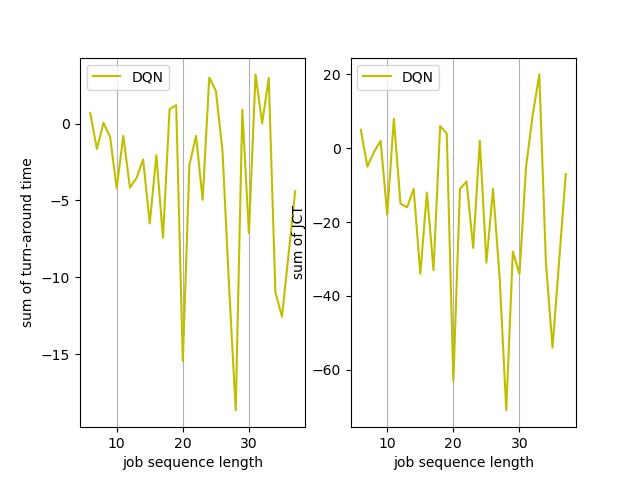 DQN
0
−5
−10
−15
10
20
30
job sequence length
sum of turn-around time
DQN
20
0
−20
−40
−60
10
20
30
job sequence length
sum of JCT